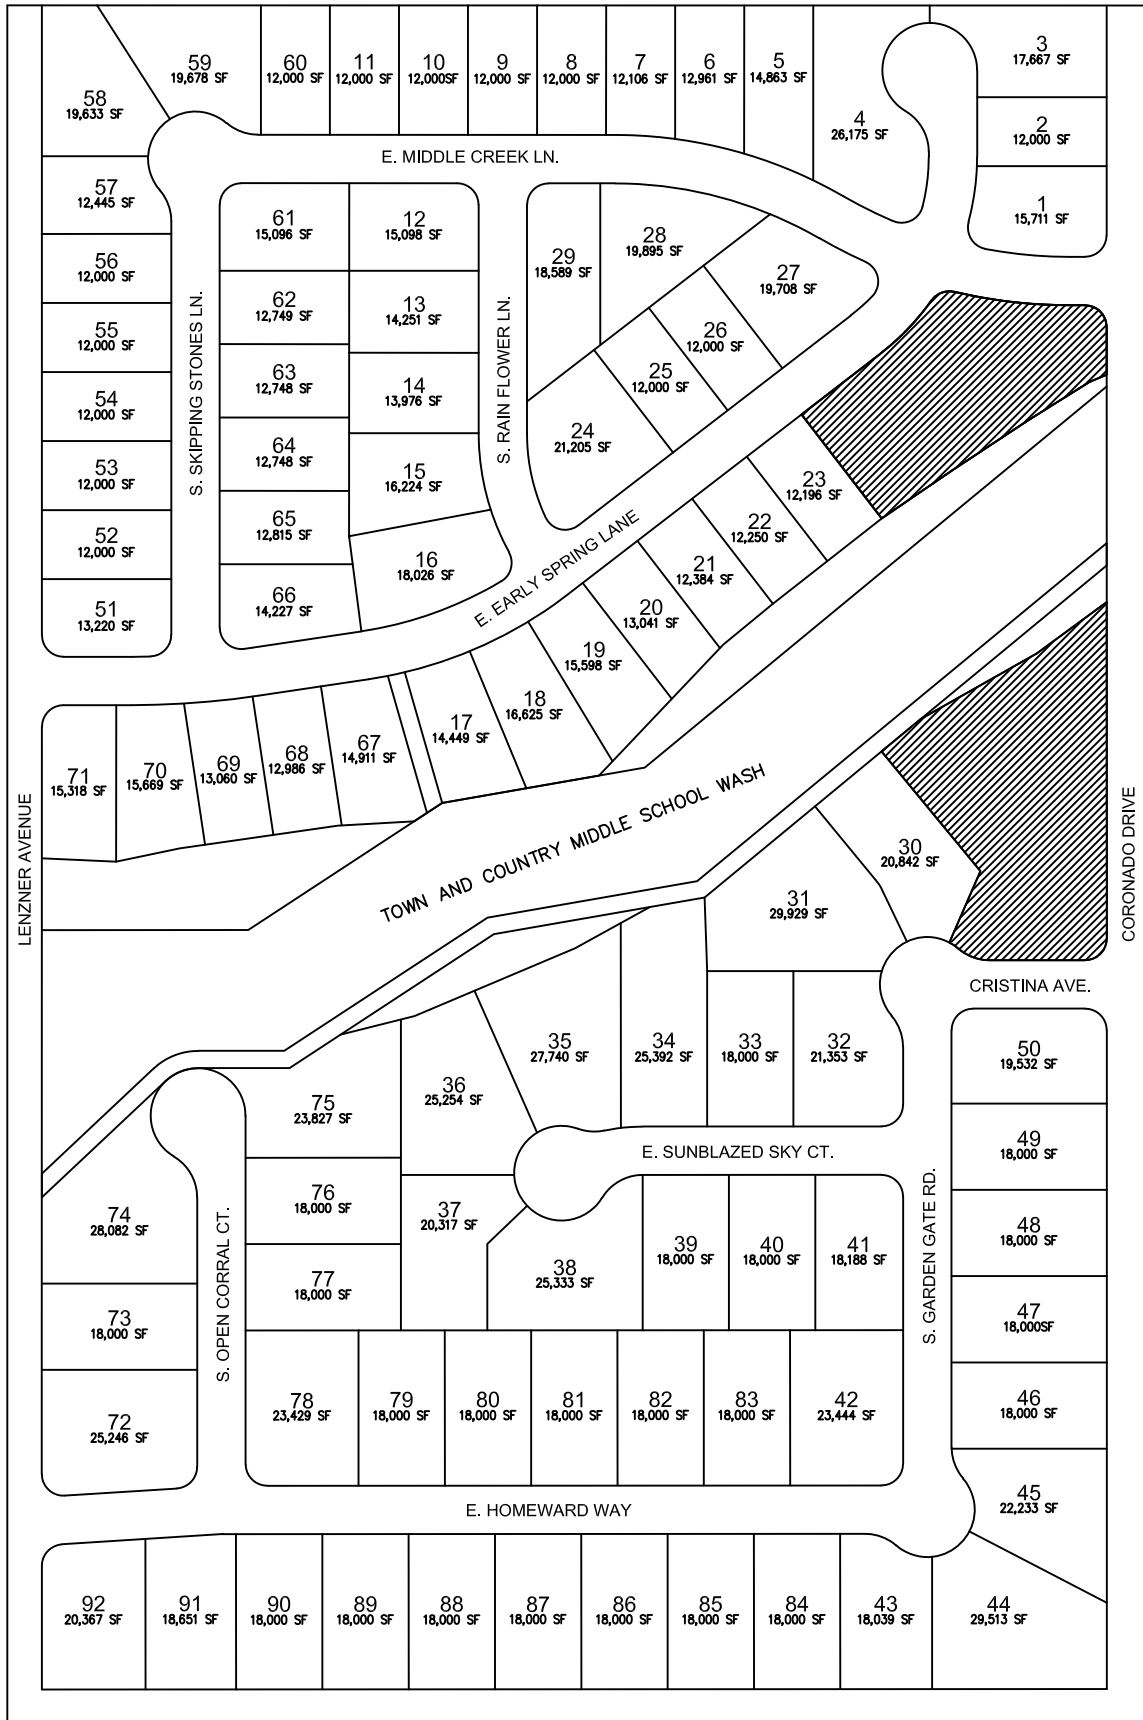 59
19,678 SF
60
12,000 SF
11
12,000 SF
10
12,000SF
9
12,000 SF
8
12,000 SF
7
12,106 SF
6
12,961 SF
5
14,863 SF
3
17,667 SF
58
19,633 SF
4
26,175 SF
2
12,000 SF
E. MIDDLE CREEK LN.
57
12,445 SF
1
15,711 SF
61
15,096 SF
12
15,098 SF
29
18,589 SF
28
19,895 SF
27
19,708 SF
56
12,000 SF
62
12,749 SF
13
14,251 SF
26
12,000 SF
55
12,000 SF
S. SKIPPING STONES LN.
S. RAIN FLOWER LN.
63
12,748 SF
14
13,976 SF
25
12,000 SF
54
12,000 SF
64
12,748 SF
24
21,205 SF
53
12,000 SF
15
16,224 SF
23
12,196 SF
52
12,000 SF
65
12,815 SF
22
12,250 SF
16
18,026 SF
E. EARLY SPRING LANE
21
12,384 SF
51
13,220 SF
66
14,227 SF
20
13,041 SF
19
15,598 SF
18
16,625 SF
17
14,449 SF
67
14,911 SF
68
12,986 SF
69
13,060 SF
70
15,669 SF
71
15,318 SF
LENZNER AVENUE
TOWN AND COUNTRY MIDDLE SCHOOL WASH
CORONADO DRIVE
30
20,842 SF
31
29,929 SF
CRISTINA AVE.
35
27,740 SF
34
25,392 SF
33
18,000 SF
32
21,353 SF
50
19,532 SF
36
25,254 SF
75
23,827 SF
49
18,000 SF
E. SUNBLAZED SKY CT.
76
18,000 SF
37
20,317 SF
74
28,082 SF
S. OPEN CORRAL CT.
S. GARDEN GATE RD.
39
18,000 SF
40
18,000 SF
41
18,188 SF
48
18,000 SF
77
18,000 SF
38
25,333 SF
73
18,000 SF
47
18,000SF
78
23,429 SF
79
18,000 SF
80
18,000 SF
81
18,000 SF
82
18,000 SF
83
18,000 SF
42
23,444 SF
46
18,000 SF
72
25,246 SF
45
22,233 SF
E. HOMEWARD WAY
92
20,367 SF
91
18,651 SF
90
18,000 SF
89
18,000 SF
88
18,000 SF
87
18,000 SF
86
18,000 SF
85
18,000 SF
84
18,000 SF
43
18,039 SF
44
29,513 SF